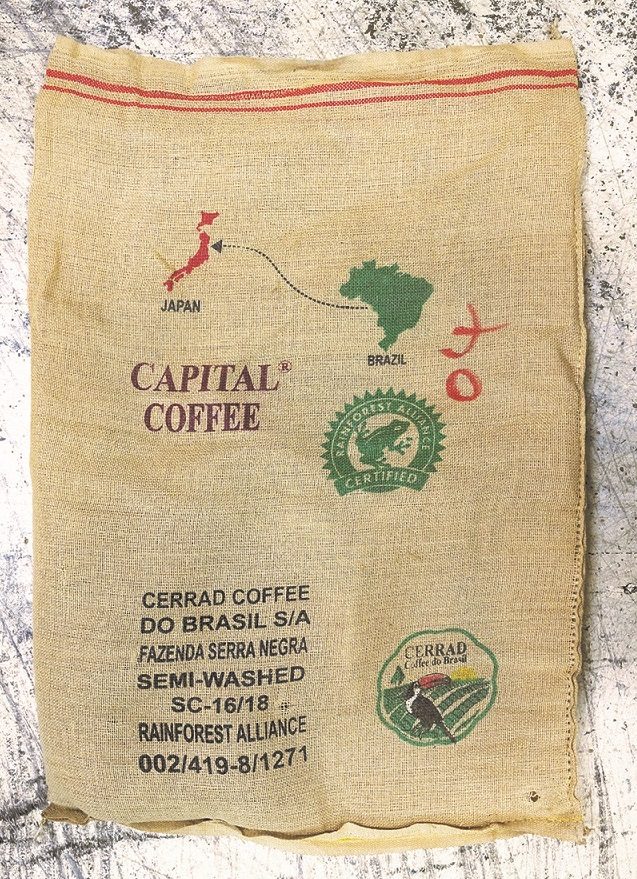 JAPAN
BRAZIL
CAPITAL®
COFFEE
RAINFOREST ALLIANCE
CERTIFIED
CERRAD COFFEE
DO BRASIL S/A
FAZENDA SERRA NEGRA
SEMI-WASHED
SC-16/18
RAINFOREST ALLIANCE
002/419-8/1271
CERRAD
Coffee do Brasil